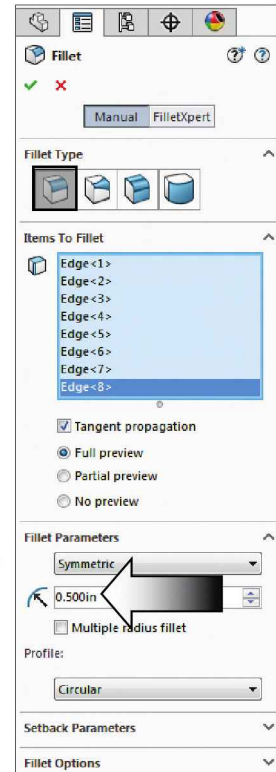 Fillet
Manual FilletXpert
Fillet Type
Items To Fillet
Edge<1>
Edge<2>
Edge<3>
Edge<4>
Edge<5>
Edge<6>
Edge<7>
Edge<8>
Tangent propagation
Full preview
Partial preview
No preview
Fillet Parameters
Symmetric
0.500in
Multiple radius fillet
Profile:
Circular
Setback Parameters
Fillet Options